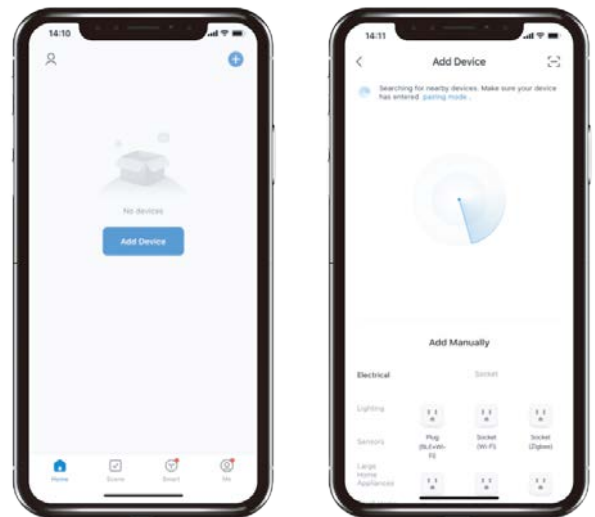 14:10
No devices
Add Device
Home
Scene
Smart
Me
14:11
Add Device
Searching for nearby devices. Make sure your device
has entered pairing mode.
Add Manually
Electrical
Socket
Lighting
Plug
(BLE+Wi-
Fi)
Socket
(Wi-Fi)
Socket
(Zigbee)
Sensors
Large
Home
Appliances